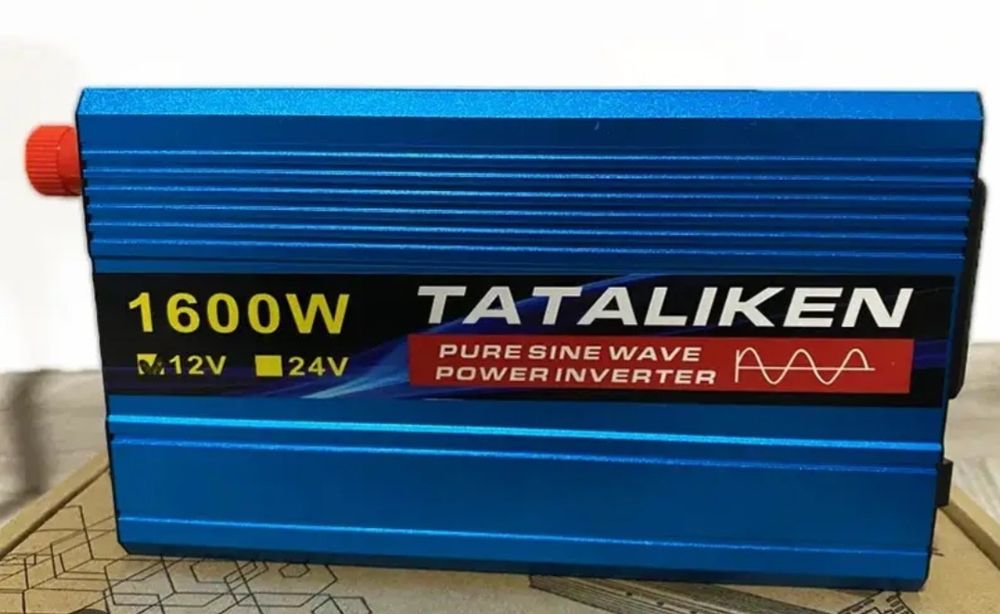 1600W
12V 24V
TATALIKEN
PURE SINE WAVE
POWER INVERTER